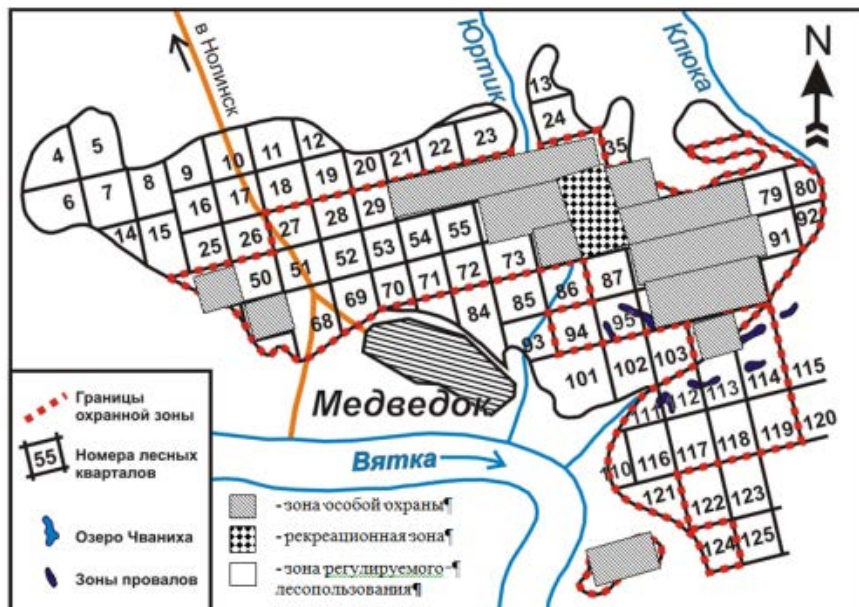 в Нолинск
Юртик
Клюка
N
13
24
35
4 5
6 7 8 9 10 11 12
14 15 16 17 18 19 20 21 22 23
25 26 27 28 29
50 51 52 53 54 55
68 69 70 71 72 73
79 80
91 92
84 85 86 87
93 94 95
101 102 103
111 112 113 114 115
110 116 117 118 119 120
121 122 123
124 125
Медведок
Вятка
Границы
охранной зоны
55
Номера лесных
кварталов
Озеро Чваниха
Зоны провалов
-зона особой охраны¶
-рекреационная зона¶
-зона регулируемого-¶
лесопользования¶